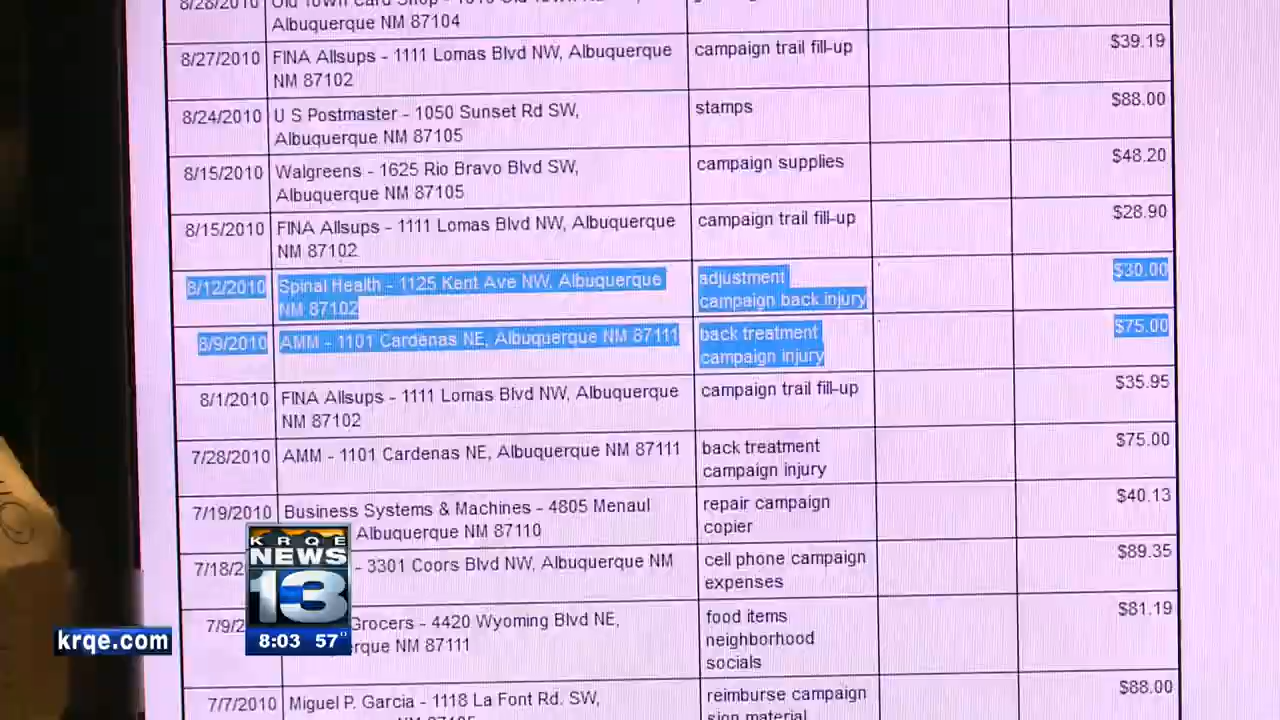 8/28/2010 Old Town Card Shop -
Albuquerque NM 87104
8/27/2010 FINA Allsups - 1111 Lomas Blvd NW, Albuquerque campaign trail fill-up $39.19
NM 87102
8/24/2010 U S Postmaster - 1050 Sunset Rd SW, stamps $88.00
Albuquerque NM 87105
8/15/2010 Walgreens - 1625 Rio Bravo Blvd SW, campaign supplies $48.20
Albuquerque NM 87105
8/15/2010 FINA Allsups - 1111 Lomas Blvd NW, Albuquerque campaign trail fill-up $28.90
NM 87102
8/12/2010 Spinal Health - 1125 Kent Ave NW, Albuquerque adjustment $30.00
NM 87102 campaign back injury
8/9/2010 AMM - 1101 Cardenas NE, Albuquerque NM 87111 back treatment $75.00
campaign injury
8/1/2010 FINA Allsups - 1111 Lomas Blvd NW, Albuquerque campaign trail fill-up $35.95
NM 87102
7/28/2010 AMM - 1101 Cardenas NE, Albuquerque NM 87111 back treatment $75.00
campaign injury
7/19/2010 Business Systems & Machines - 4805 Menaul repair campaign $40.13
Albuquerque NM 87110 copier
7/18/2 - 3301 Coors Blvd NW, Albuquerque NM cell phone campaign $89.35
expenses
7/9/2 Grocers - 4420 Wyoming Blvd NE, food items $81.19
rque NM 87111 neighborhood
socials
7/7/2010 Miguel P. Garcia - 1118 La Font Rd. SW, reimburse campaign $88.00
sign material
KRQE
NEWS
13
8:03 57°
krqe.com